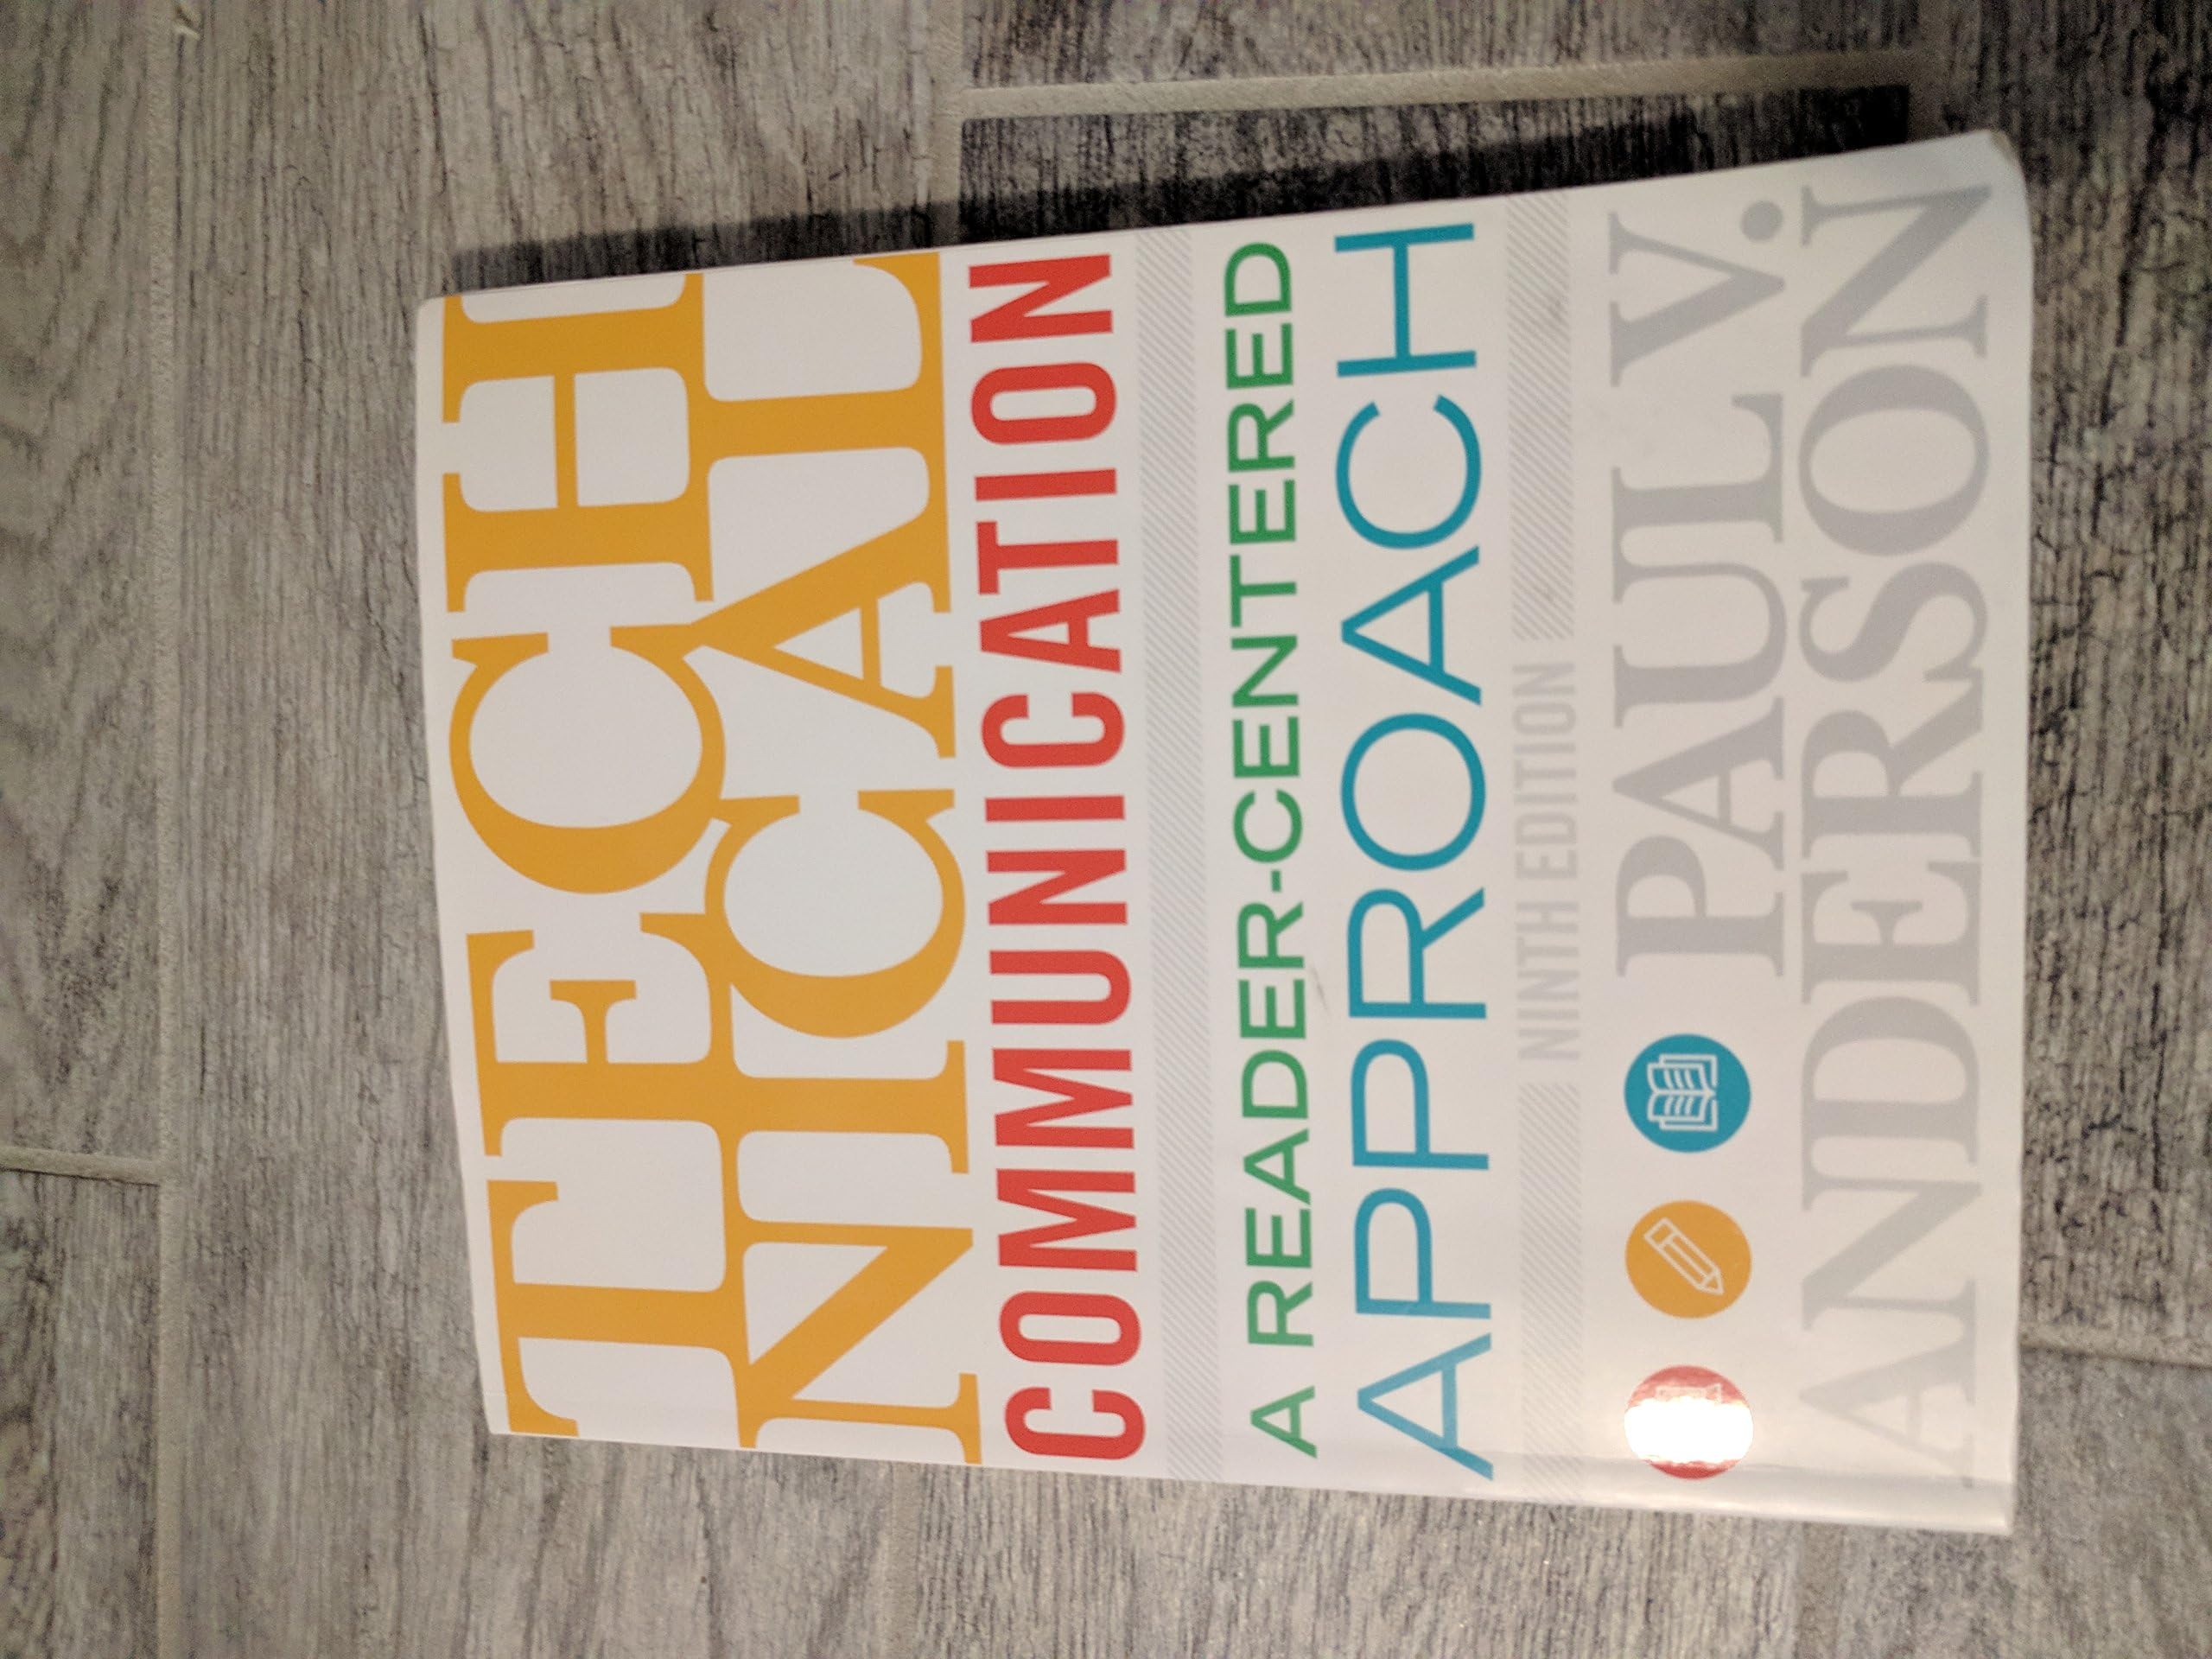 TECH
NICAL
COMMUNICATION
A READER-CENTERED
APPROACH
NINTH EDITION
PAUL V.
ANDERSON